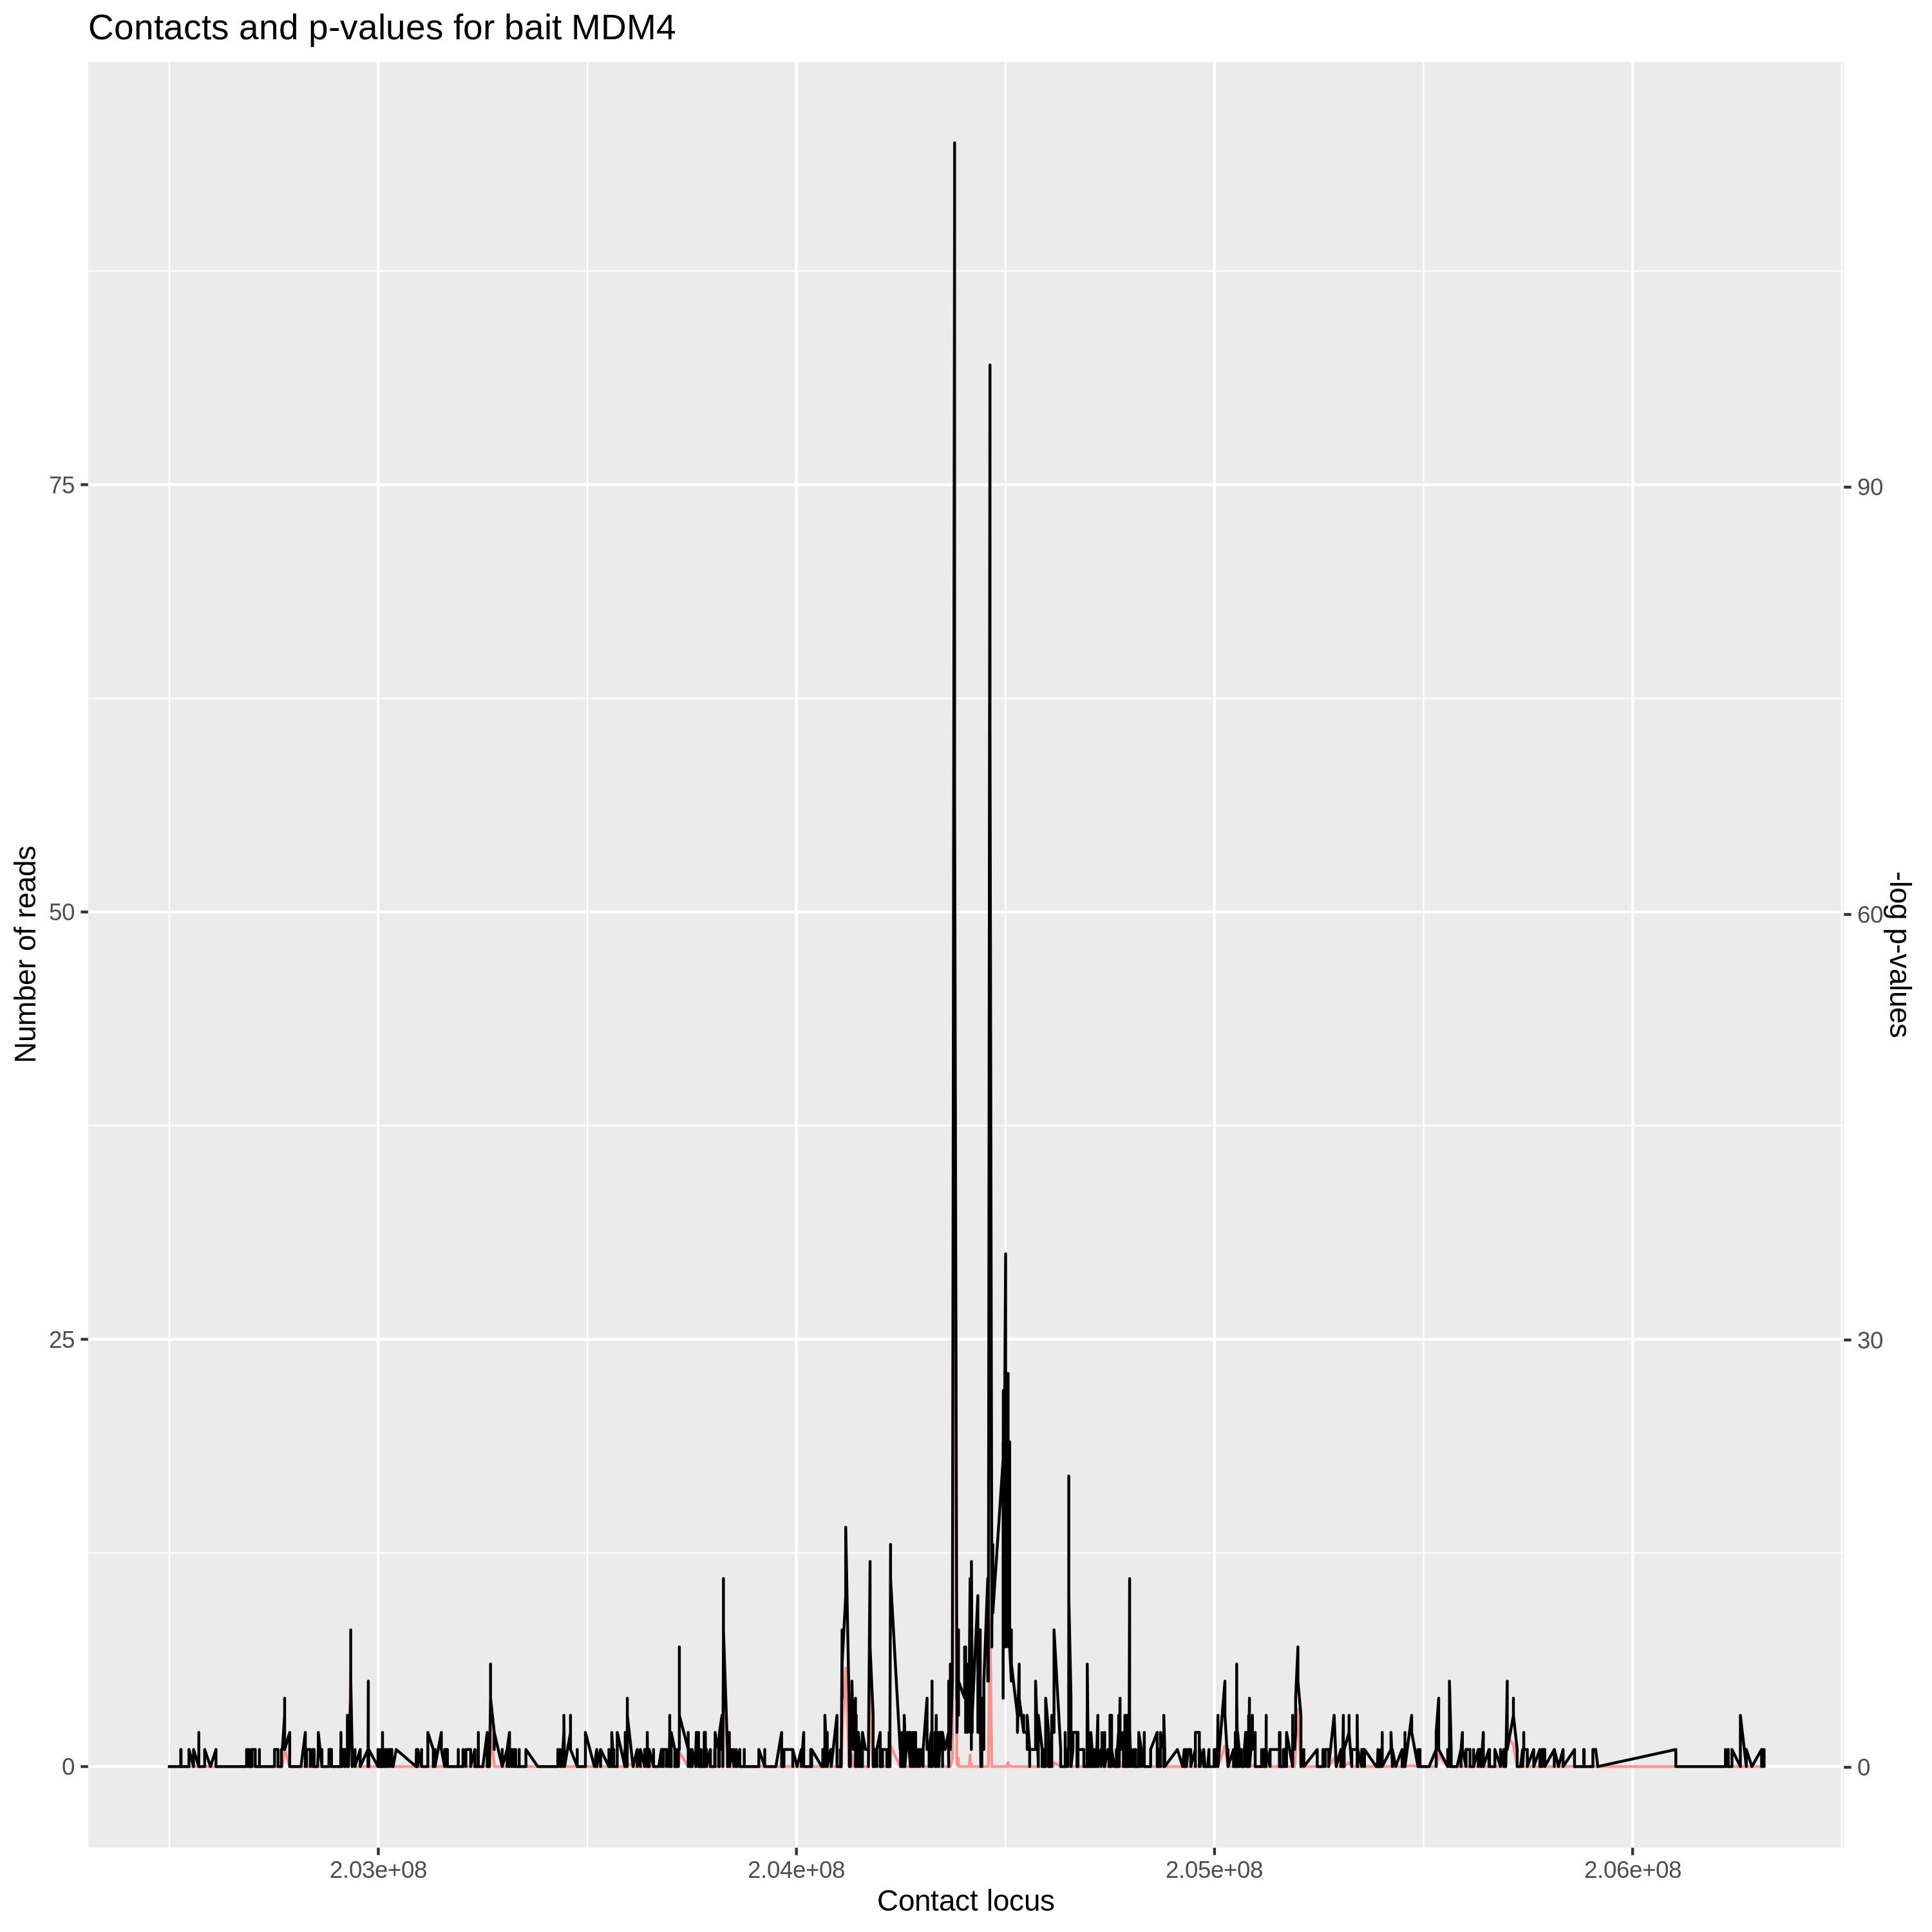 Contacts and p-values for bait MDM4
75
50
25
0
90
60
30
0
Number of reads
-log p-values
2.03e+08
2.04e+08
2.05e+08
2.06e+08
Contact locus